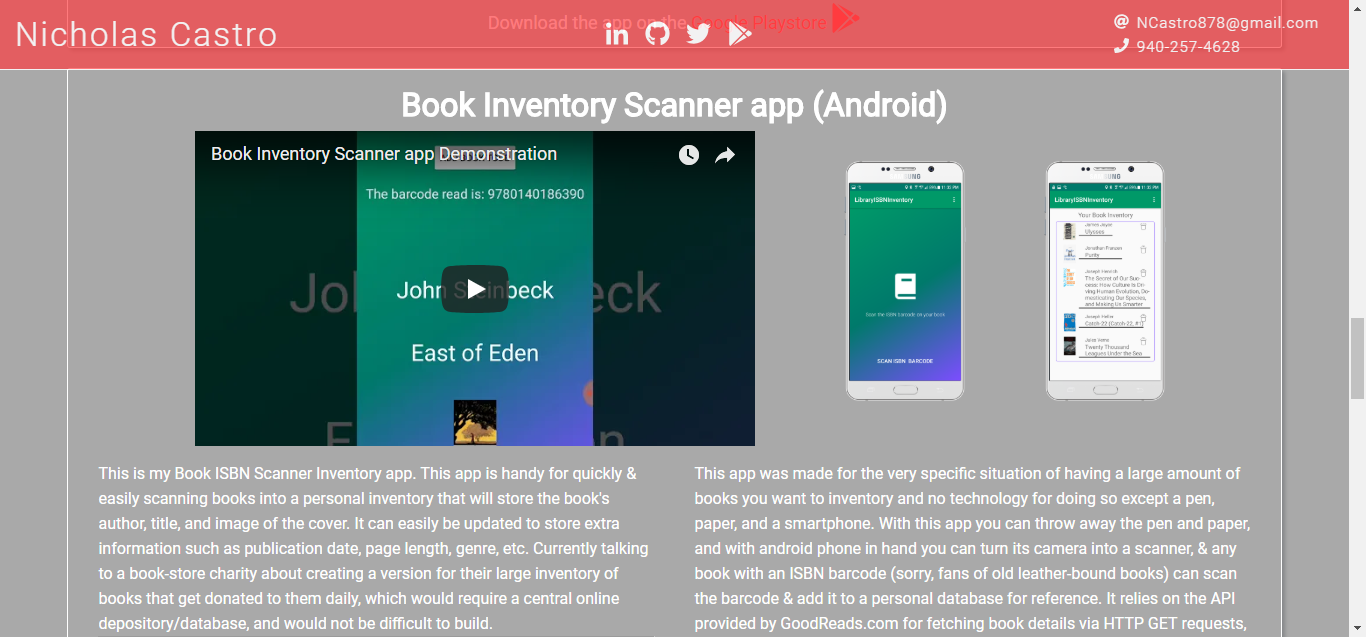 Nicholas Castro
Download the app on the Google Playstore
NCastro878@gmail.com
940-257-4628
Book Inventory Scanner app (Android)
Book Inventory Scanner app Demonstration
The barcode read is: 9780140186390
East of Eden
LibraryISBNInventory
Scan the ISBN barcode on your book
SCAN ISBN BARCODE
LibraryISBNInventory
Your Book Inventory
James Joyce
Ulysses
Jonathan Franzen
Purity
Joseph Henrich
The Secret of Our Suc-
cess: How Culture Is Dri-
ving Human Evolution, Do-
mesticating Our Species,
and Making Us Smarter
Joseph Heller
Catch-22 (Catch-22, #1)
Jules Verne
Twenty Thousand
Leagues Under the Sea
This is my Book ISBN Scanner Inventory app. This app is handy for quickly &
easily scanning books into a personal inventory that will store the book's
author, title, and image of the cover. It can easily be updated to store extra
information such as publication date, page length, genre, etc. Currently talking
to a book-store charity about creating a version for their large inventory of
books that get donated to them daily, which would require a central online
depository/database, and would not be difficult to build.
This app was made for the very specific situation of having a large amount of
books you want to inventory and no technology for doing so except a pen,
paper, and a smartphone. With this app you can throw away the pen and paper,
and with android phone in hand you can turn its camera into a scanner, & any
book with an ISBN barcode (sorry, fans of old leather-bound books) can scan
the barcode & add it to a personal database for reference. It relies on the API
provided by GoodReads.com for fetching book details via HTTP GET requests,